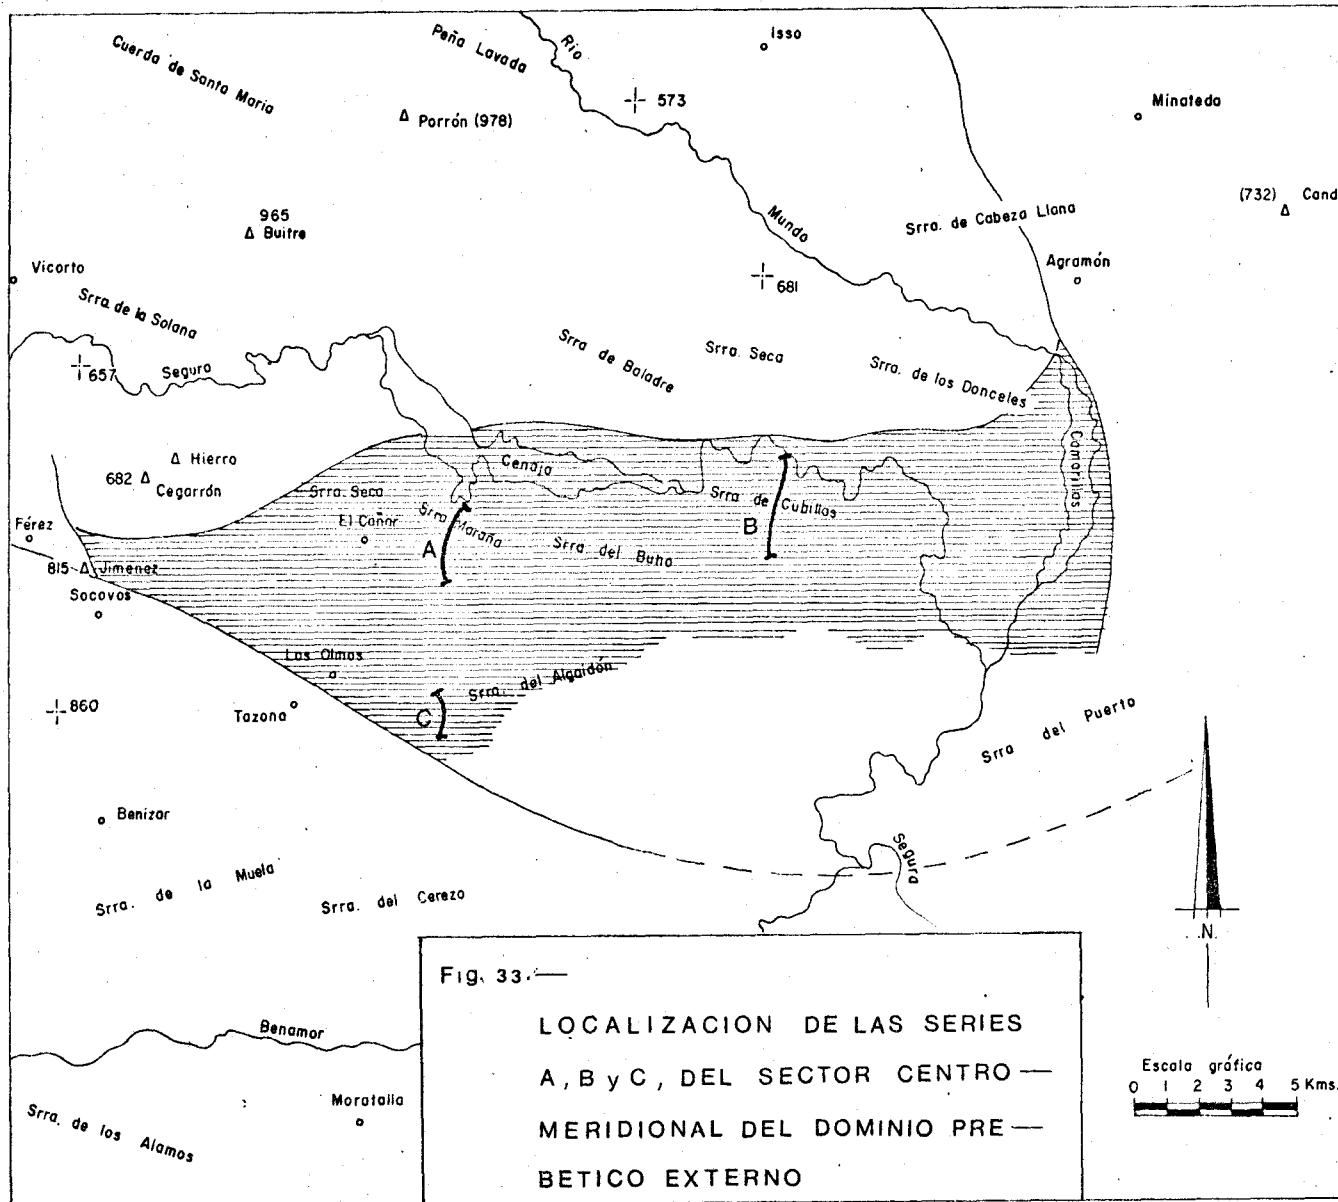 Isso
Rio
Peña Lavada
Cuerda de Santa Maria
573
Minateda
Porrón (978)
(732) Cand
965
Buitre
Mundo
Srra. de Cabeza Llana
Vicorto
Agramón
681
Srra. de la Solana
Srra de Baladre
Srra. Seca
Srra. de los Donceles
657
Segura
Hierro
682
Cegarrón
Cenajo
Camarillas
Srra. Seca
Srra. de Cubillas
El Cañar
Srra. Maraña
A
B
Srra. del Buho
Férez
815 Jimenez
Socovos
Los Olmos
Srra. del Algaidón
860
Tazona
C
Srra. del Puerto
Benizar
Segura
Srra. de la Muela
Srra. del Cerezo
N
Fig. 33.—
LOCALIZACION DE LAS SERIES
A, B y C, DEL SECTOR CENTRO—
MERIDIONAL DEL DOMINIO PRE—
BETICO EXTERNO
Benamor
Escala gráfica
0 1 2 3 4 5 Kms.
Moratalla
Srra. de los Alamos